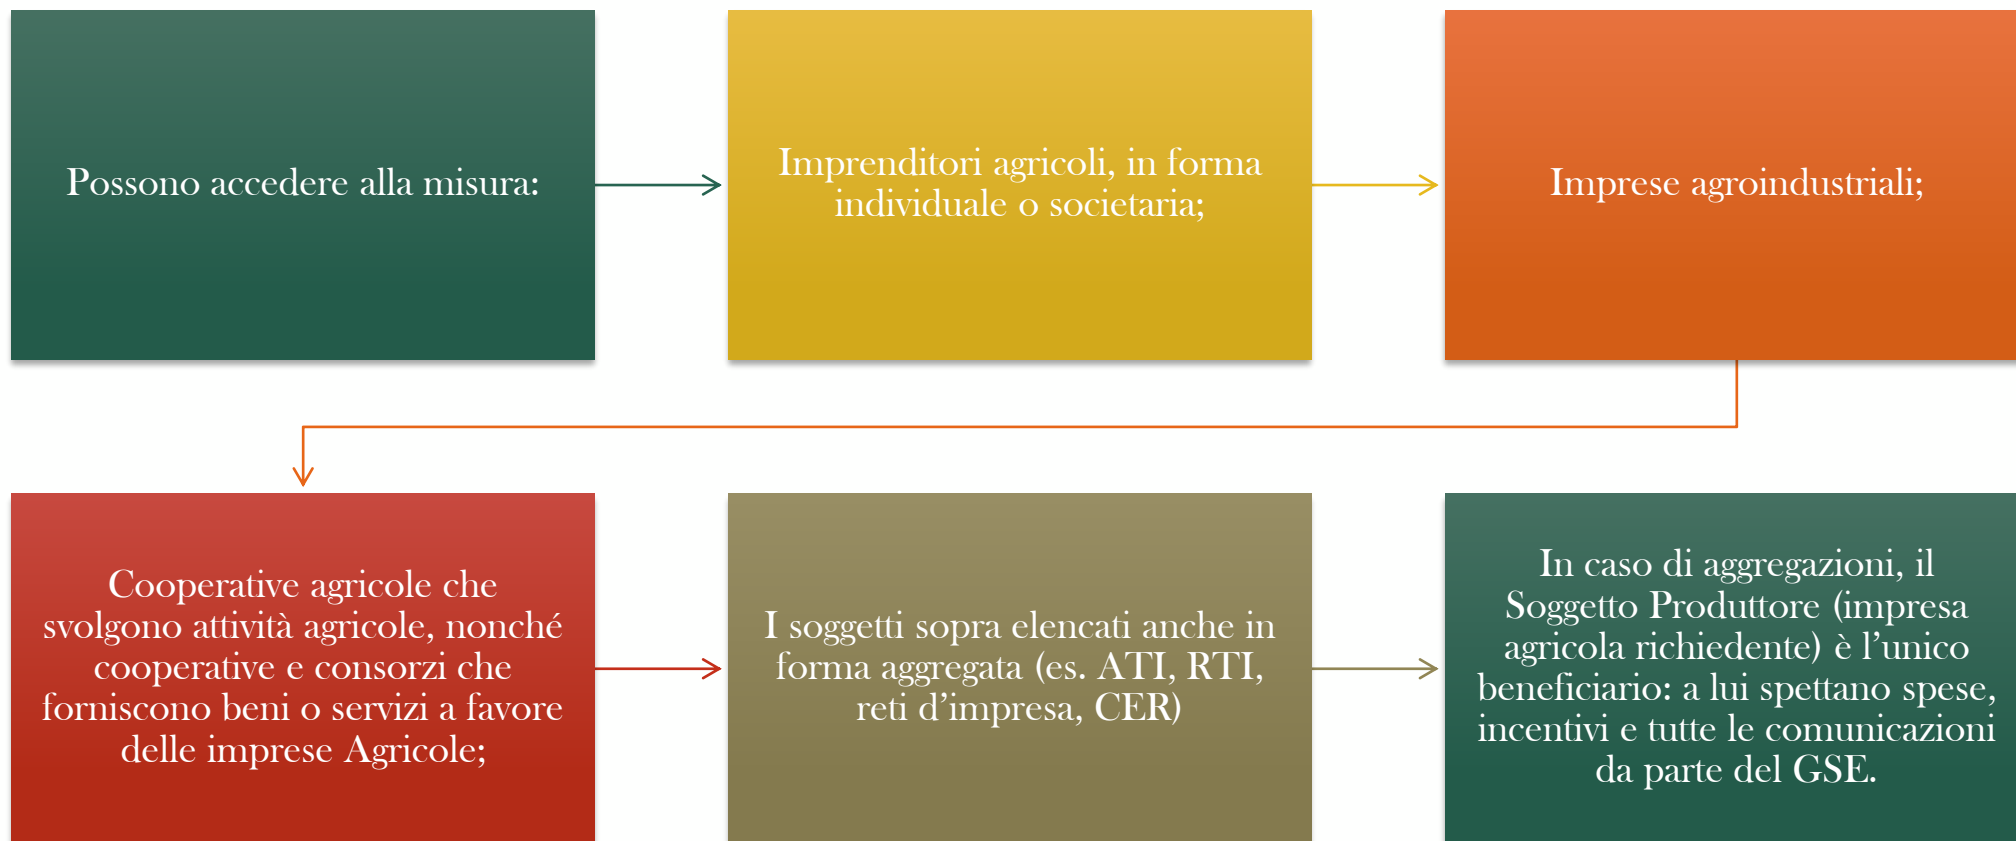 Possono accedere alla misura:
Imprenditori agricoli, in forma
individuale o societaria;
Imprese agroindustriali;
Cooperative agricole che
svolgono attività agricole, nonché
cooperative e consorzi che
forniscono beni o servizi a favore
delle imprese Agricole;
I soggetti sopra elencati anche in
forma aggregata (es. ATI, RTI,
reti d’impresa, CER)
In caso di aggregazioni, il
Soggetto Produttore (impresa
agricola richiedente) è l’unico
beneficiario: a lui spettano spese,
incentivi e tutte le comunicazioni
da parte del GSE.